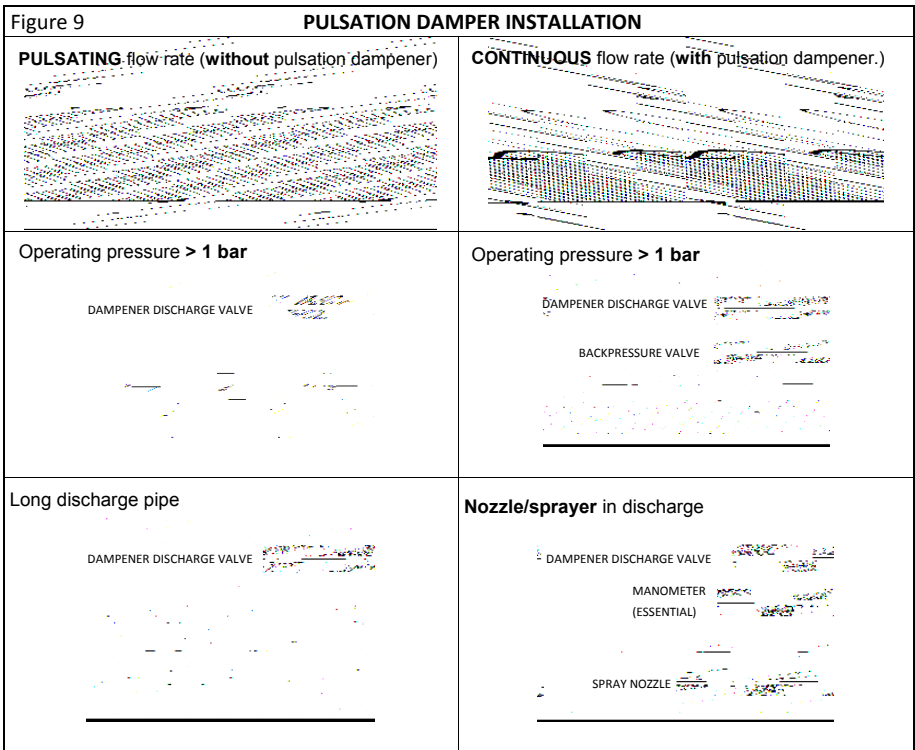 Figure 9
PULSATION DAMPER INSTALLATION
PULSATING flow rate (without pulsation dampener)
CONTINUOUS flow rate (with pulsation dampener.)
Operating pressure > 1 bar
DAMPENER DISCHARGE VALVE
Operating pressure > 1 bar
DAMPENER DISCHARGE VALVE
BACKPRESSURE VALVE
Long discharge pipe
DAMPENER DISCHARGE VALVE
Nozzle/sprayer in discharge
DAMPENER DISCHARGE VALVE
MANOMETER
(ESSENTIAL)
SPRAY NOZZLE